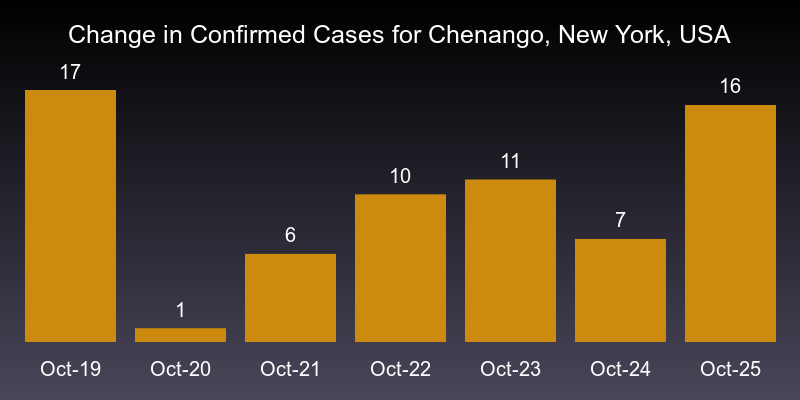 Change in Confirmed Cases for Chenango, New York, USA
17
1
6
10
11
7
16
Oct-19
Oct-20
Oct-21
Oct-22
Oct-23
Oct-24
Oct-25